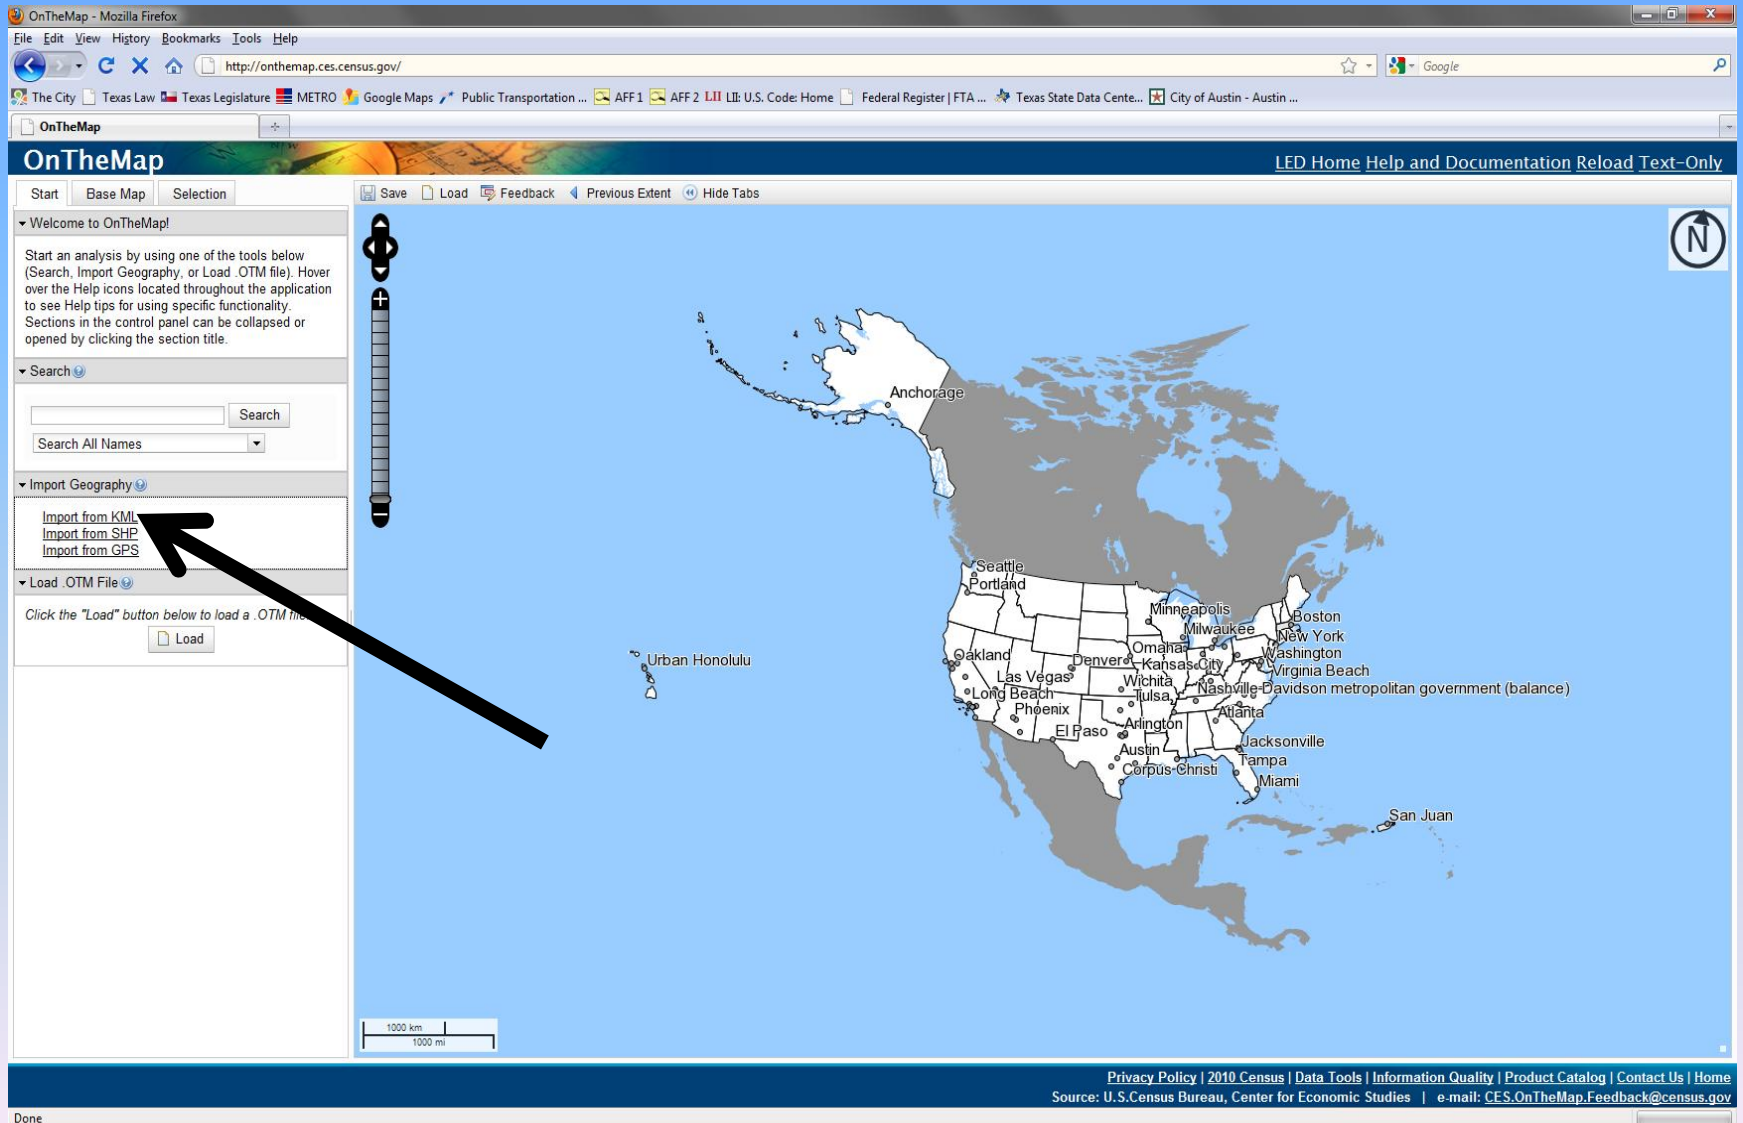 OnTheMap - Mozilla Firefox
File Edit View History Bookmarks Tools Help
http://onthemap.ces.census.gov/
Google
The City Texas Law Texas Legislature METRO Google Maps Public Transportation ... AFF 1 AFF 2 LII LII: U.S. Code: Home Federal Register | FTA ... Texas State Data Cente... City of Austin - Austin ...
OnTheMap
OnTheMap
LED Home Help and Documentation Reload Text-Only
Start Base Map Selection
Save Load Feedback Previous Extent Hide Tabs
Welcome to OnTheMap!
Start an analysis by using one of the tools below
(Search, Import Geography, or Load .OTM file). Hover
over the Help icons located throughout the application
to see Help tips for using specific functionality.
Sections in the control panel can be collapsed or
opened by clicking the section title.
Search
Search
Search All Names
Import Geography
Import from KML
Import from SHP
Import from GPS
Load .OTM File
Click the "Load" button below to load a .OTM
Load
N
Anchorage
Seattle
Portland
Minneapolis
Milwaukee
Boston
New York
Omaha
Washington
Oakland
Denver
Kansas City
Virginia Beach
Urban Honolulu
Las Vegas
Wichita
Long Beach
Tulsa
Nashville-Davidson metropolitan government (balance)
Phoenix
Atlanta
El Paso
Arlington
Jacksonville
Austin
Tampa
Corpus Christi
Miami
San Juan
1000 km
1000 mi
Privacy Policy | 2010 Census | Data Tools | Information Quality | Product Catalog | Contact Us | Home
Source: U.S.Census Bureau, Center for Economic Studies | e-mail: CES.OnTheMap.Feedback@census.gov
Done